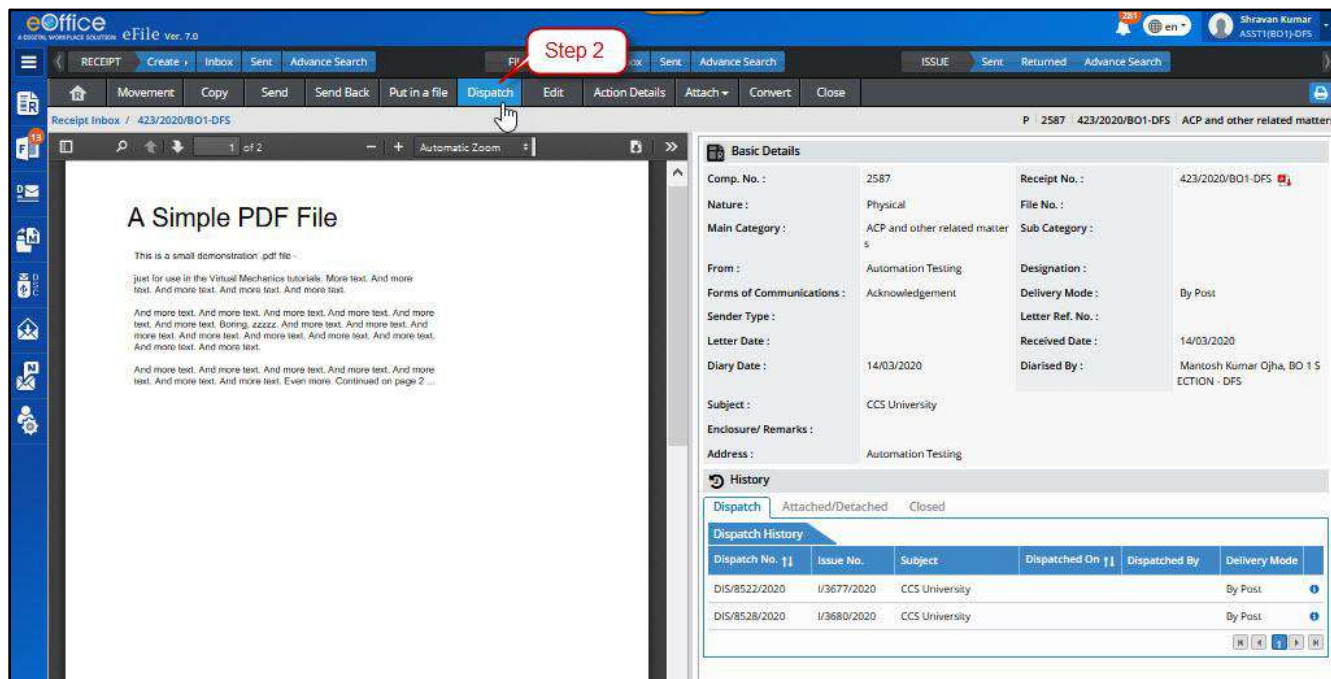 eOffice
A DIGITAL WORKPLACE SOLUTION eFile ver. 7.0
281
en
Shravan Kumar
ASST1(BO1)-DFS
RECEIPT Create Inbox Sent Advance Search
Sent Advance Search
ISSUE Sent Returned Advance Search
Step 2
Movement Copy Send Send Back Put in a file Dispatch Edit Action Details Attach Convert Close
Receipt Inbox / 423/2020/BO1-DFS
P 2587 423/2020/BO1-DFS ACP and other related matter
13
1 of 2
Automatic Zoom
A Simple PDF File
This is a small demonstration .pdf file -
just for use in the Virtual Mechanics tutorials. More text. And more
text. And more text. And more text. And more text.
And more text. And more text. And more text. And more text. And more
text. And more text. Boring, zzzzz. And more text. And more text. And
more text. And more text. And more text. And more text. And more text.
And more text. And more text.
And more text. And more text. And more text. And more text. And more
text. And more text. And more text. Even more. Continued on page 2 ...
Basic Details
Comp. No. : 2587 Receipt No. : 423/2020/BO1-DFS
Nature : Physical File No. :
Main Category : ACP and other related matter Sub Category :
s
From : Automation Testing Designation :
Forms of Communications : Acknowledgement Delivery Mode : By Post
Sender Type : Letter Ref. No. :
Letter Date : Received Date : 14/03/2020
Diary Date : 14/03/2020 Diarised By : Mantosh Kumar Ojha, BO 1 S
ECTION - DFS
Subject : CCS University
Enclosure/ Remarks :
Address : Automation Testing
History
Dispatch Attached/Detached Closed
Dispatch History
Dispatch No. Issue No. Subject Dispatched On Dispatched By Delivery Mode
DIS/8522/2020 I/3677/2020 CCS University By Post
DIS/8528/2020 I/3680/2020 CCS University By Post
1